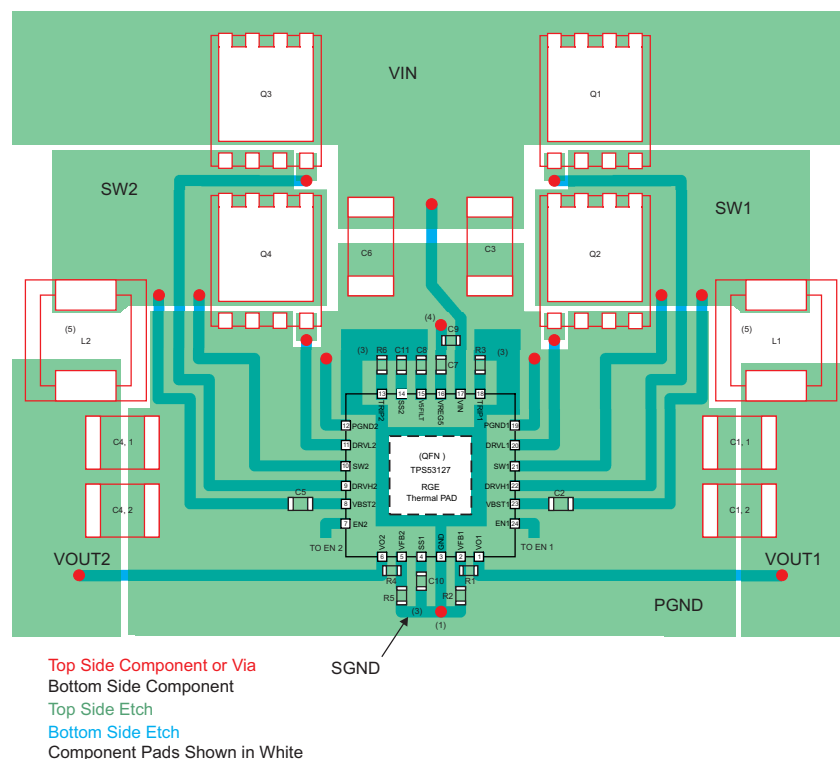 VIN
Q3
Q1
SW2
SW1
Q4
C6
C3
Q2
(5)
L2
(5)
L1
(4)
C9
(3)
R6
C11
C8
C7
R3
(3)
13
14
15
16
17
18
TRIP2
SS2
V5FILT
VREG5
VIN
TRIP1
12
PGND2
PGND1
19
11
DRVL2
DRVL1
20
10
SW2
SW1
21
9
DRVH2
DRVH1
22
8
VBST2
VBST1
23
7
EN2
EN1
24
(QFN )
TPS53127
RGE
Thermal PAD
C4, 1
C1, 1
C5
C2
C4, 2
C1, 2
TO EN 2
TO EN 1
VO2
VFB2
SS1
GND
VFB1
VO1
6
5
4
3
2
1
VOUT2
VOUT1
R4
R1
C10
R5
R2
(3)
(1)
PGND
SGND
Top Side Component or Via
Bottom Side Component
Top Side Etch
Bottom Side Etch
Component Pads Shown in White